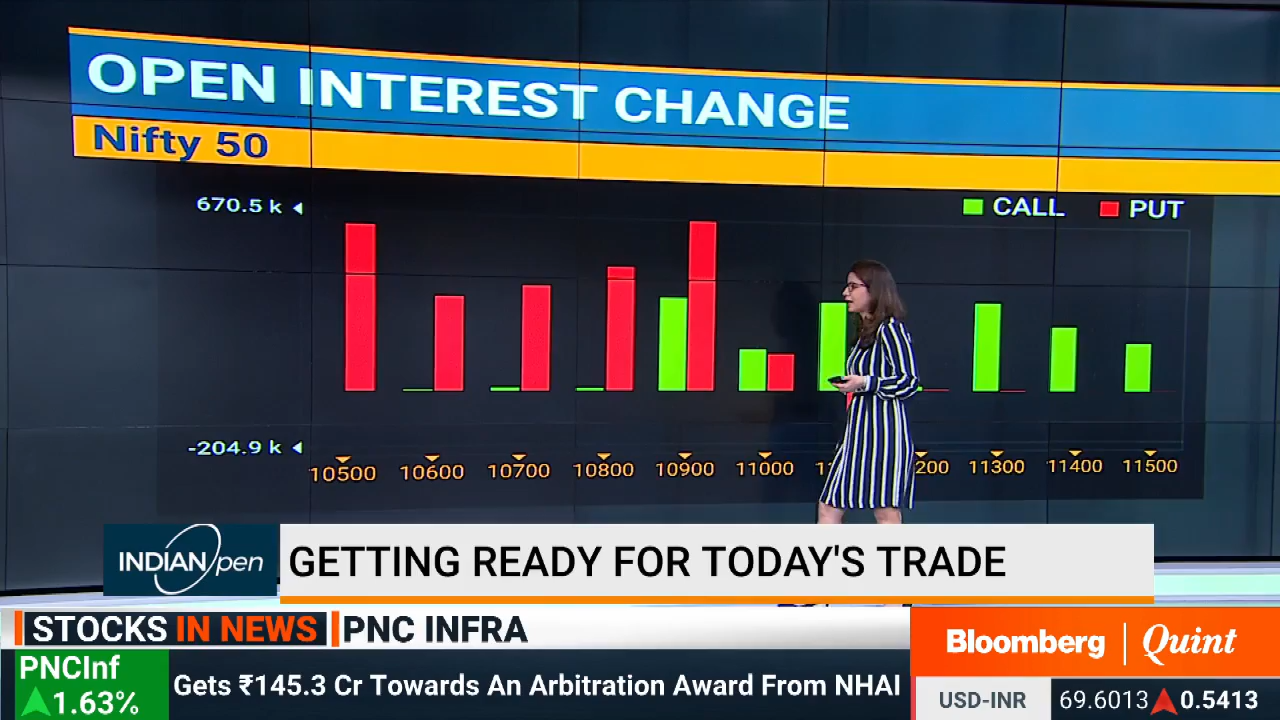 OPEN INTEREST CHANGE
Nifty 50
670.5 k
CALL PUT
-204.9 k
10500 10600 10700 10800 10900 11000 200 11300 11400 11500
INDIAN Open
GETTING READY FOR TODAY'S TRADE
STOCKS IN NEWS PNC INFRA
Bloomberg | Quint
PNCInf
1.63%
Gets ₹145.3 Cr Towards An Arbitration Award From NHAI
USD-INR 69.6013 0.5413